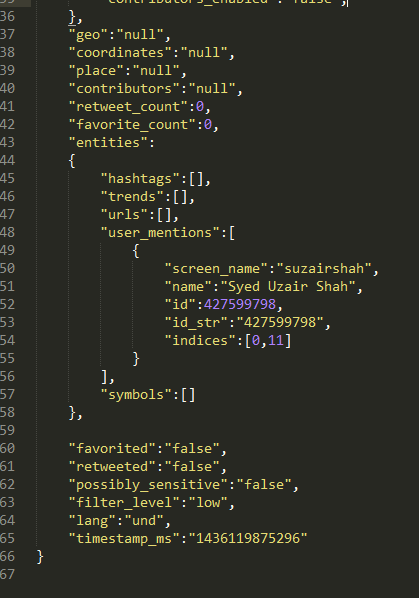 35 "contributors_enabled":"false",
36 },
37 "geo":"null",
38 "coordinates":"null",
39 "place":"null",
40 "contributors":"null",
41 "retweet_count":0,
42 "favorite_count":0,
43 "entities":
44 {
45 "hashtags":[],
46 "trends":[],
47 "urls":[],
48 "user_mentions":[
49 {
50 "screen_name":"suzairshah",
51 "name":"Syed Uzair Shah",
52 "id":427599798,
53 "id_str":"427599798",
54 "indices":[0,11]
55 }
56 ],
57 "symbols":[]
58 },
59
60 "favorited":"false",
61 "retweeted":"false",
62 "possibly_sensitive":"false",
63 "filter_level":"low",
64 "lang":"und",
65 "timestamp_ms":"1436119875296"
66 }
67